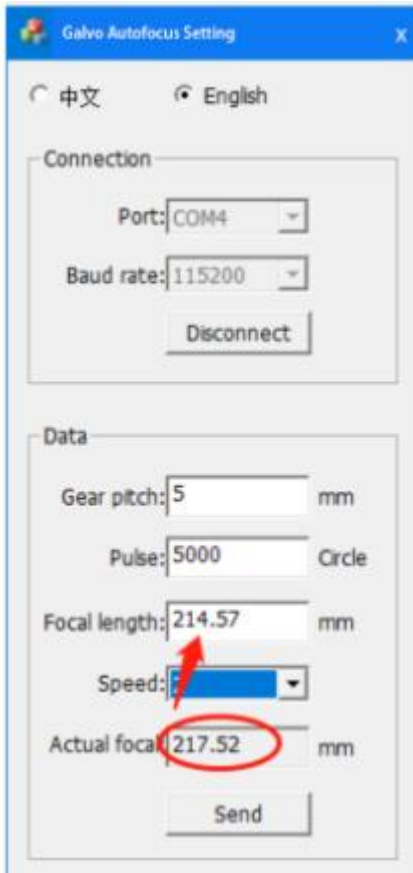 Galvo Autofocus Setting x
中文 English
Connection
Port: COM4
Baud rate: 115200
Disconnect
Data
Gear pitch: 5 mm
Pulse: 5000 Circle
Focal length: 214.57 mm
Speed:
Actual focal 217.52 mm
Send